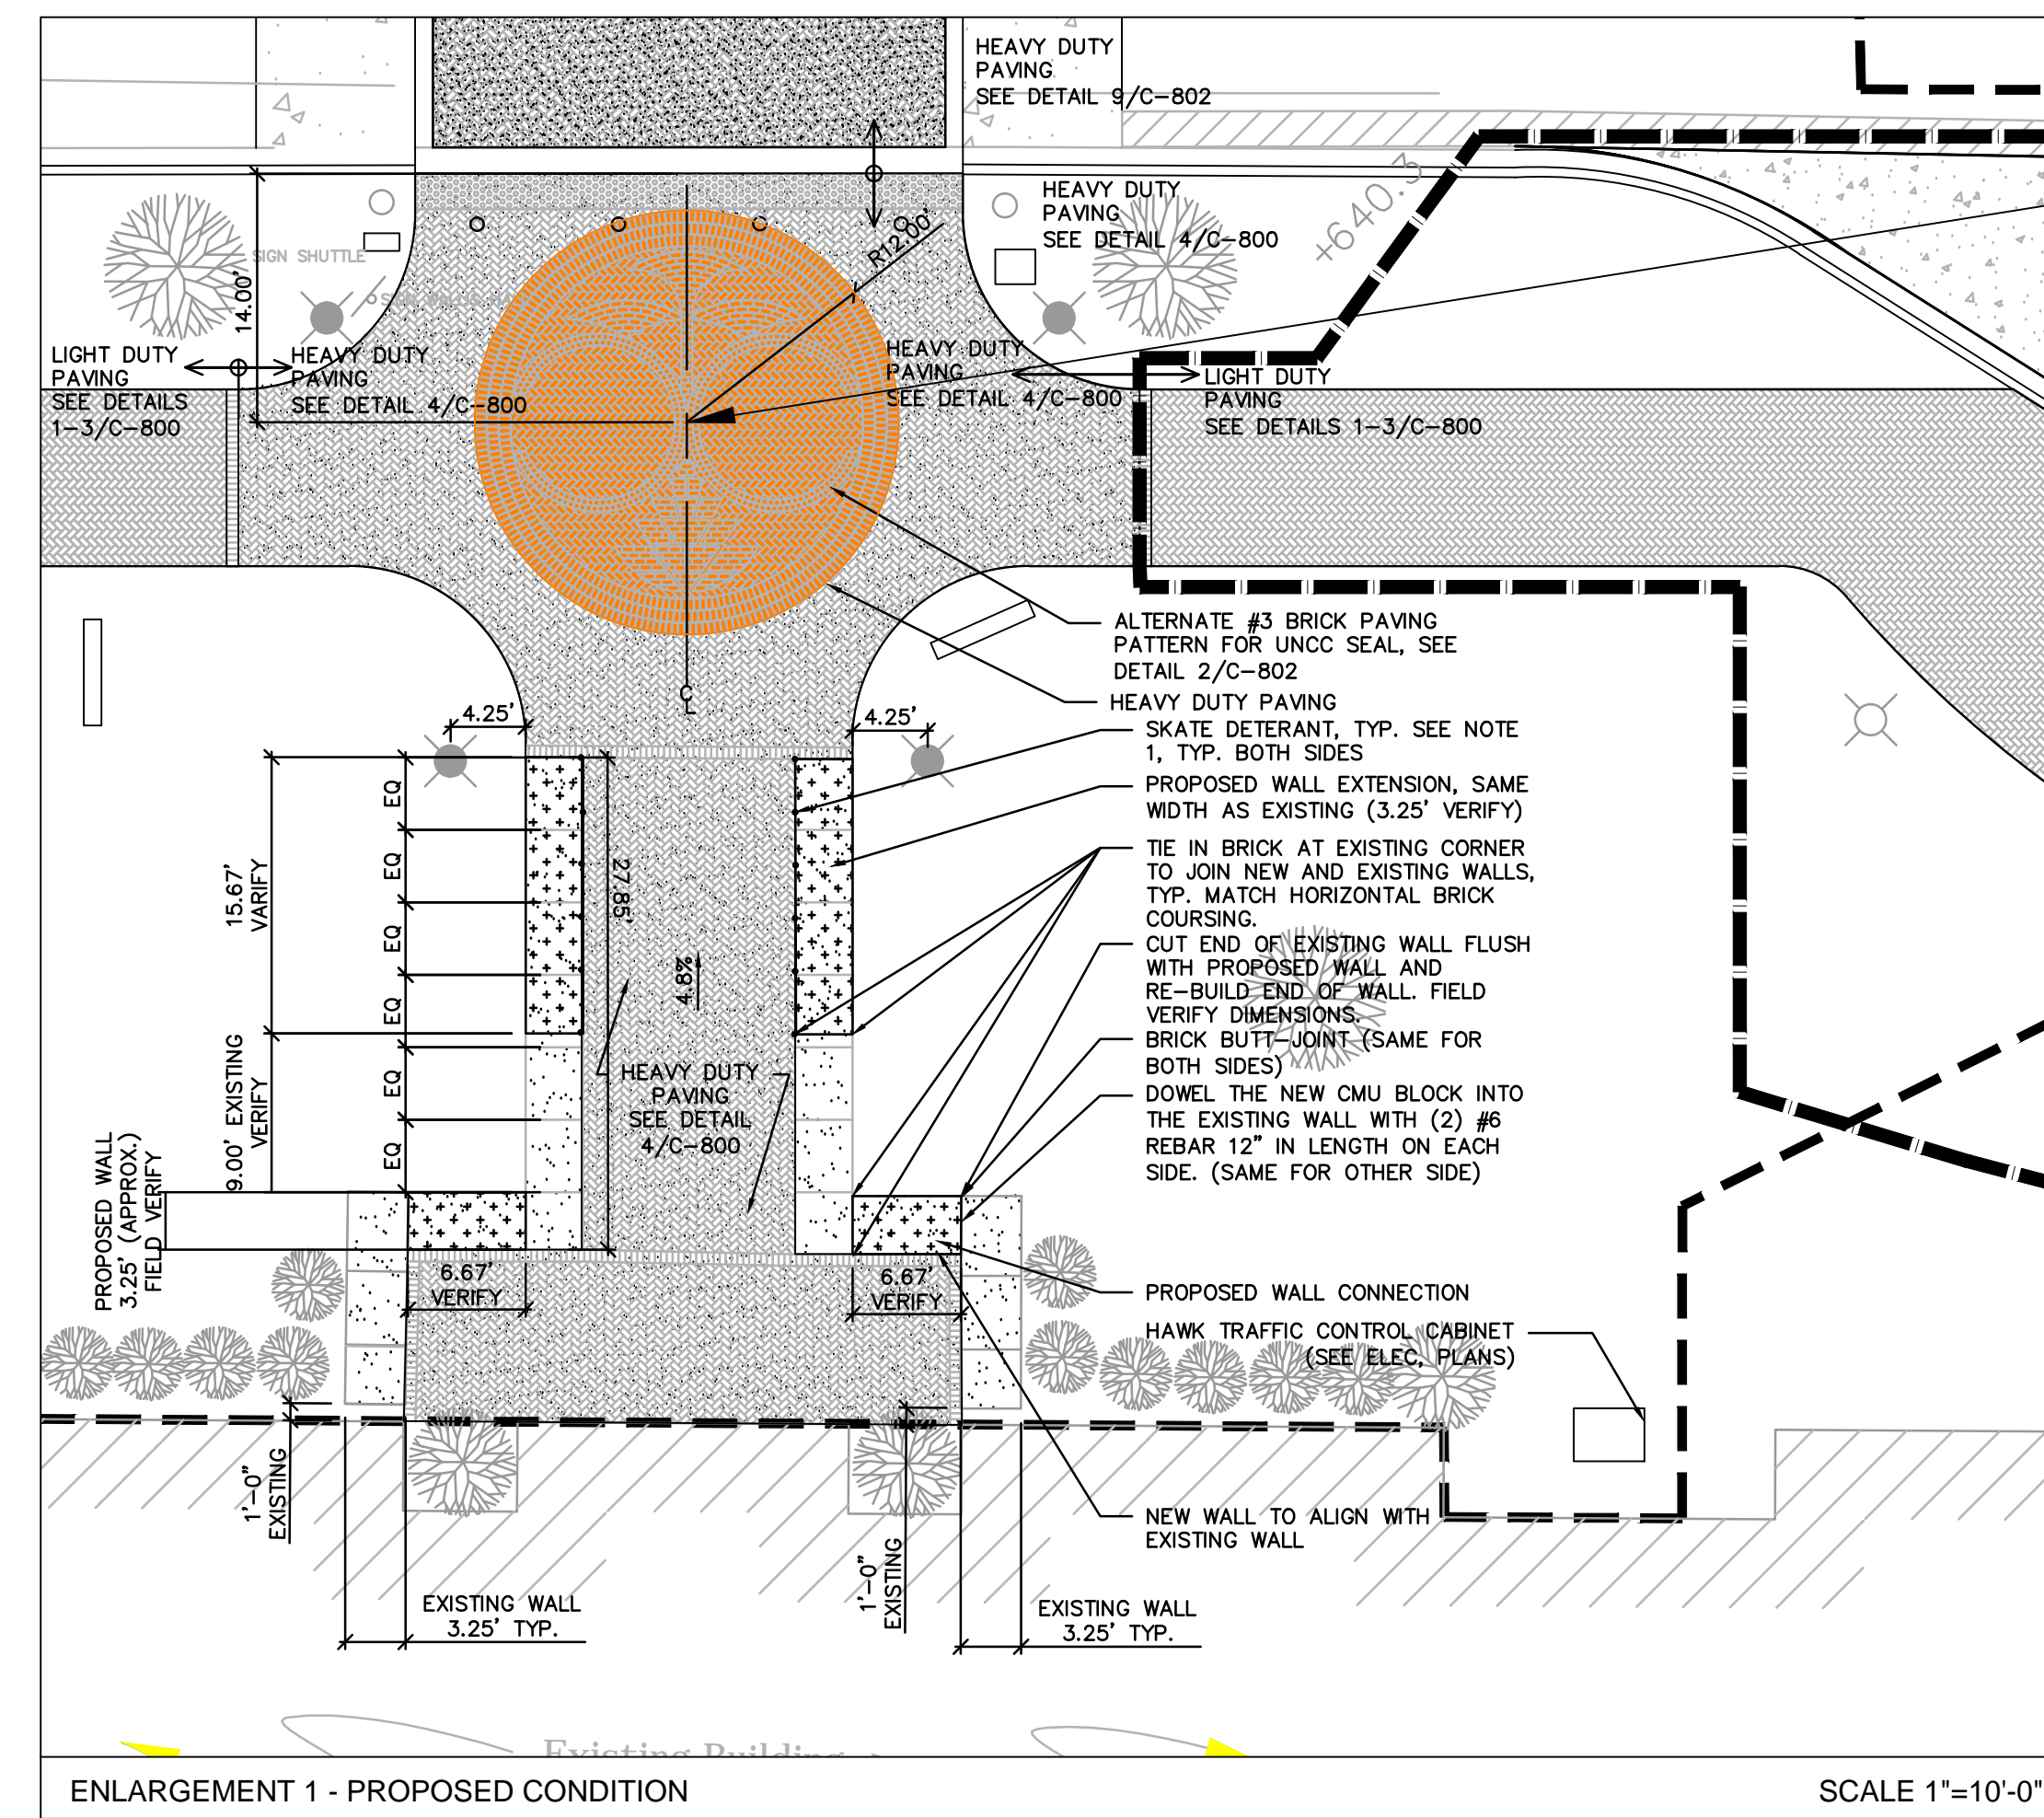 HEAVY DUTY
PAVING
SEE DETAIL 9/C-802
HEAVY DUTY
PAVING
SEE DETAIL 4/C-800
+640.3
SIGN SHUTTLE
14.00'
R12.00'
LIGHT DUTY
PAVING
SEE DETAILS
1-3/C-800
HEAVY DUTY
PAVING
SEE DETAIL 4/C-800
HEAVY DUTY
PAVING
SEE DETAIL 4/C-800
LIGHT DUTY
PAVING
SEE DETAILS 1-3/C-800
ALTERNATE #3 BRICK PAVING
PATTERN FOR UNCC SEAL, SEE
DETAIL 2/C-802
HEAVY DUTY PAVING
CL
4.25'
4.25'
SKATE DETERANT, TYP. SEE NOTE
1, TYP. BOTH SIDES
PROPOSED WALL EXTENSION, SAME
WIDTH AS EXISTING (3.25' VERIFY)
TIE IN BRICK AT EXISTING CORNER
TO JOIN NEW AND EXISTING WALLS,
TYP. MATCH HORIZONTAL BRICK
COURSING.
CUT END OF EXISTING WALL FLUSH
WITH PROPOSED WALL AND
RE-BUILD END OF WALL. FIELD
VERIFY DIMENSIONS.
BRICK BUTT-JOINT (SAME FOR
BOTH SIDES)
DOWEL THE NEW CMU BLOCK INTO
THE EXISTING WALL WITH (2) #6
REBAR 12" IN LENGTH ON EACH
SIDE. (SAME FOR OTHER SIDE)
15.67'
VARIFY
EQ
EQ
EQ
EQ
EQ
EQ
27.85'
4.8%
9.00' EXISTING
VERIFY
HEAVY DUTY
PAVING
SEE DETAIL
4/C-800
PROPOSED WALL
3.25' (APPROX.)
FIELD VERIFY
6.67'
VERIFY
6.67'
VERIFY
PROPOSED WALL CONNECTION
HAWK TRAFFIC CONTROL CABINET
(SEE ELEC, PLANS)
1'-0"
EXISTING
1'-0"
EXISTING
NEW WALL TO ALIGN WITH
EXISTING WALL
EXISTING WALL
3.25' TYP.
EXISTING WALL
3.25' TYP.
Existing Building
ENLARGEMENT 1 - PROPOSED CONDITION
SCALE 1"=10'-0"